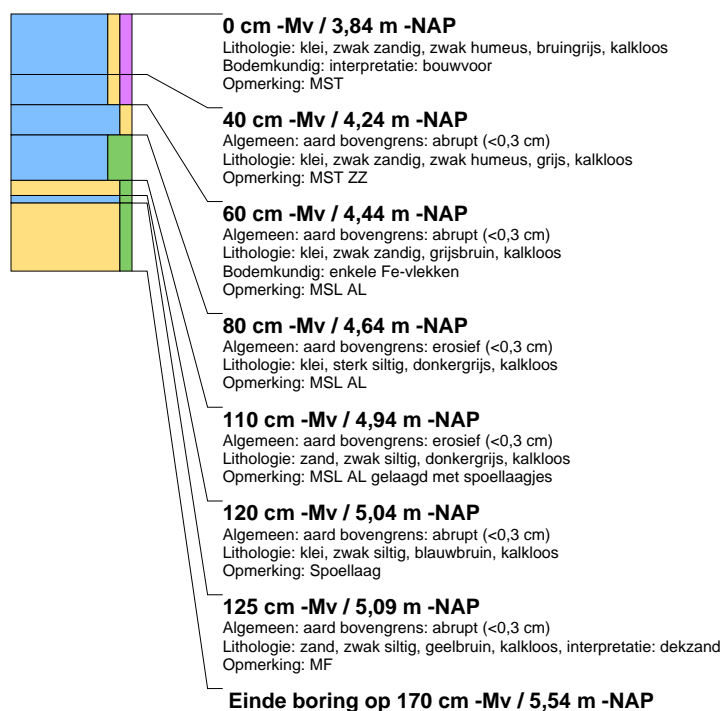 0 cm -Mv / 3,84 m -NAP
Lithologie: klei, zwak zandig, zwak humeus, bruingrijs, kalkloos
Bodemkundig: interpretatie: bouwvoor
Opmerking: MST
40 cm -Mv / 4,24 m -NAP
Algemeen: aard bovengrens: abrupt (<0,3 cm)
Lithologie: klei, zwak zandig, zwak humeus, grijs, kalkloos
Opmerking: MST ZZ
60 cm -Mv / 4,44 m -NAP
Algemeen: aard bovengrens: abrupt (<0,3 cm)
Lithologie: klei, zwak zandig, grijsbruin, kalkloos
Bodemkundig: enkele Fe-vlekken
Opmerking: MSL AL
80 cm -Mv / 4,64 m -NAP
Algemeen: aard bovengrens: erosief (<0,3 cm)
Lithologie: klei, sterk siltig, donkergrijs, kalkloos
Opmerking: MSL AL
110 cm -Mv / 4,94 m -NAP
Algemeen: aard bovengrens: erosief (<0,3 cm)
Lithologie: zand, zwak siltig, donkergrijs, kalkloos
Opmerking: MSL AL gelaagd met spoellaagjes
120 cm -Mv / 5,04 m -NAP
Algemeen: aard bovengrens: abrupt (<0,3 cm)
Lithologie: klei, zwak siltig, blauwbruin, kalkloos
Opmerking: Spoellaag
125 cm -Mv / 5,09 m -NAP
Algemeen: aard bovengrens: abrupt (<0,3 cm)
Lithologie: zand, zwak siltig, geelbruin, kalkloos, interpretatie: dekzand
Opmerking: MF
Einde boring op 170 cm -Mv / 5,54 m -NAP